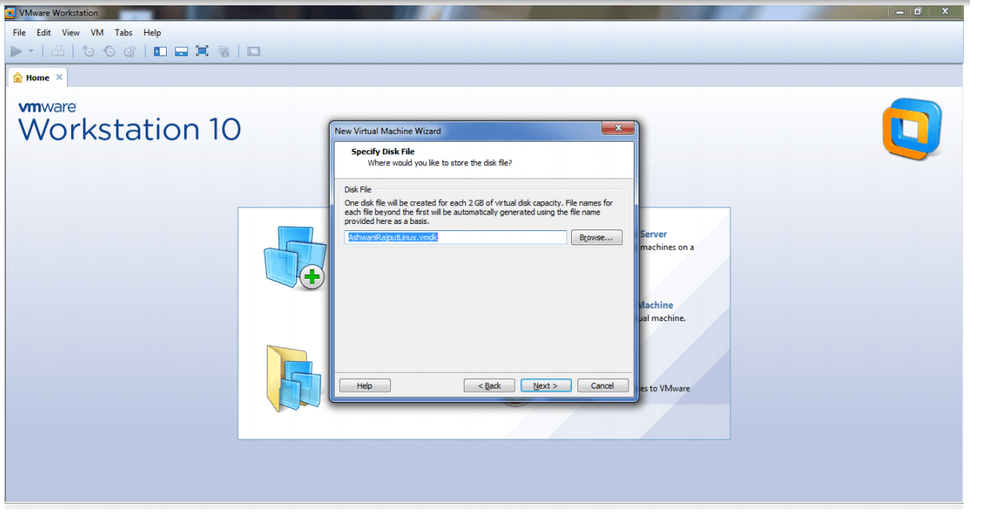 VMware Workstation
File Edit View VM Tabs Help
Home
vmware
Workstation 10
New Virtual Machine Wizard
Specify Disk File
Where would you like to store the disk file?
Disk File
One disk file will be created for each 2 GB of virtual disk capacity. File names for
each file beyond the first will be automatically generated using the file name
provided here as a basis.
AshwaniRajputLinux.vmdk Browse...
Server
machines on a
Machine
ual machine.
Help < Back Next > Cancel
es to VMware